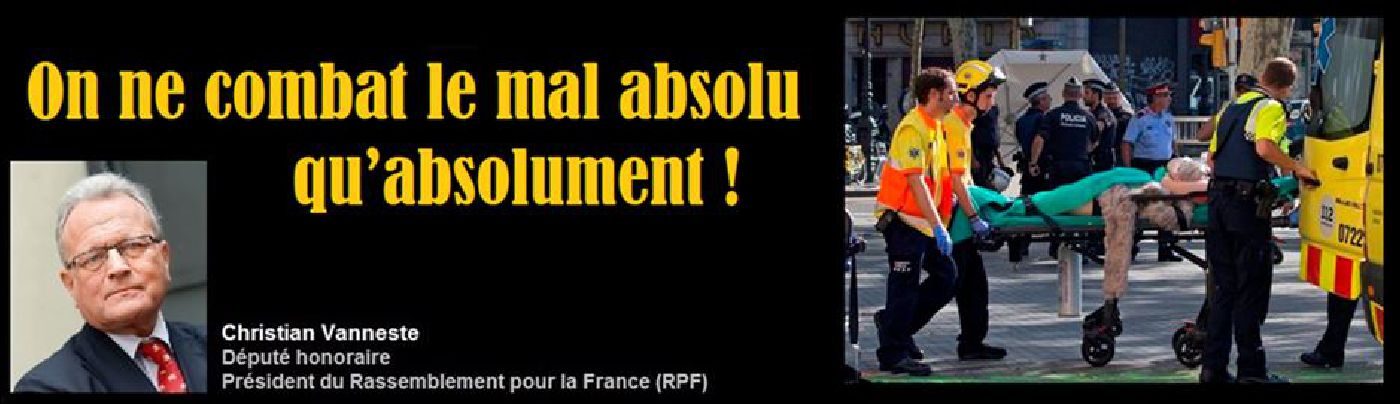 On ne combat le mal absolu
qu’absolument !
Christian Vanneste
Député honoraire
Président du Rassemblement pour la France (RPF)
POLICIA
112
0722